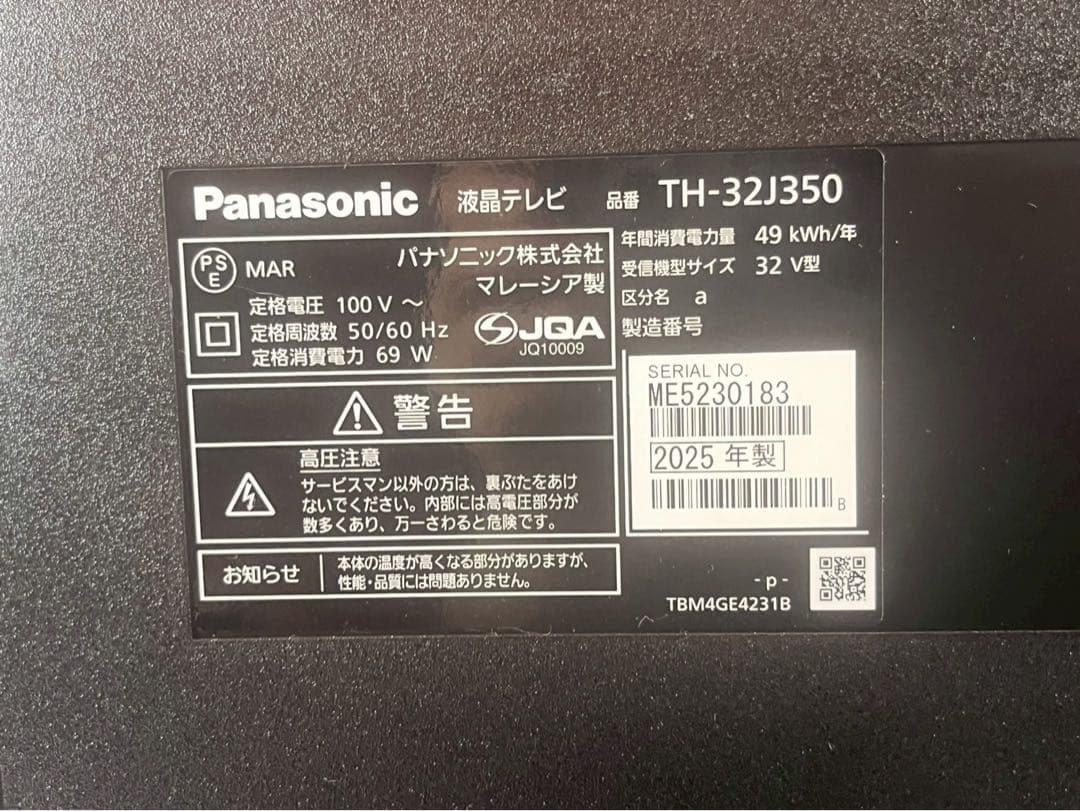 Panasonic 液晶テレビ 品番 TH-32J350
PS
E
MAR
パナソニック株式会社
マレーシア製
定格電圧 100 V ～
定格周波数 50/60 Hz
定格消費電力 69 W
JQA
JQ10009
年間消費電力量 49 kWh/年
受信機型サイズ 32 V型
区分名 a
製造番号
SERIAL NO.
ME5230183
2025 年製
B
警告
高圧注意
サービスマン以外の方は、裏ぶたをあけ
ないでください。内部には高電圧部分が
数多くあり、万一さわると危険です。
お知らせ
本体の温度が高くなる部分がありますが、
性能・品質には問題ありません。
- p -
TBM4GE4231B